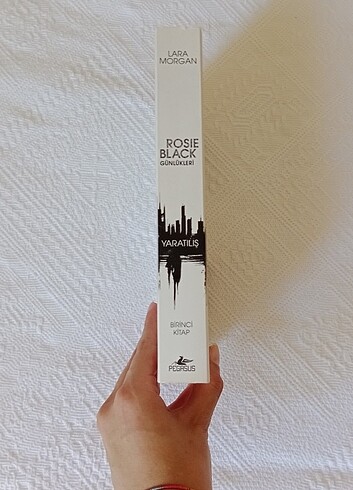 LARA
MORGAN
ROSIE
BLACK
GÜNLÜKLERİ
YARATILIŞ
BİRİNCİ
KİTAP
PEGASUS